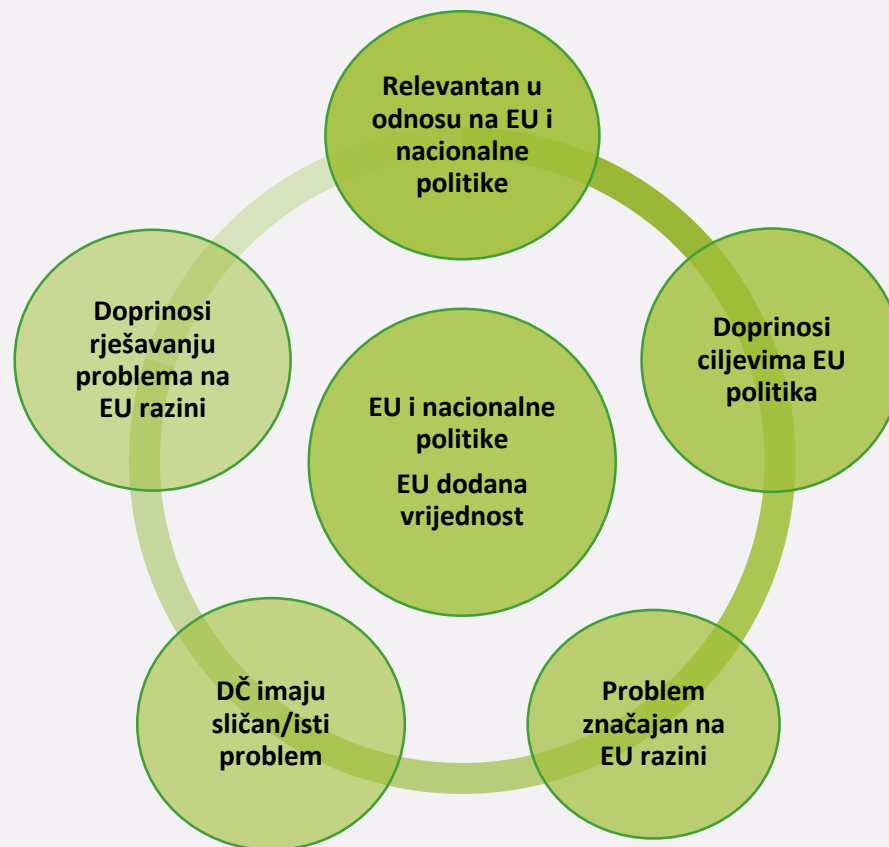 Relevantan u
odnosu na EU i
nacionalne
politike
Doprinosi
ciljevima EU
politika
Problem
značajan na
EU razini
DČ imaju
sličan/isti
problem
Doprinosi
rješavanju
problema na
EU razini
EU i nacionalne
politike
EU dodana
vrijednost